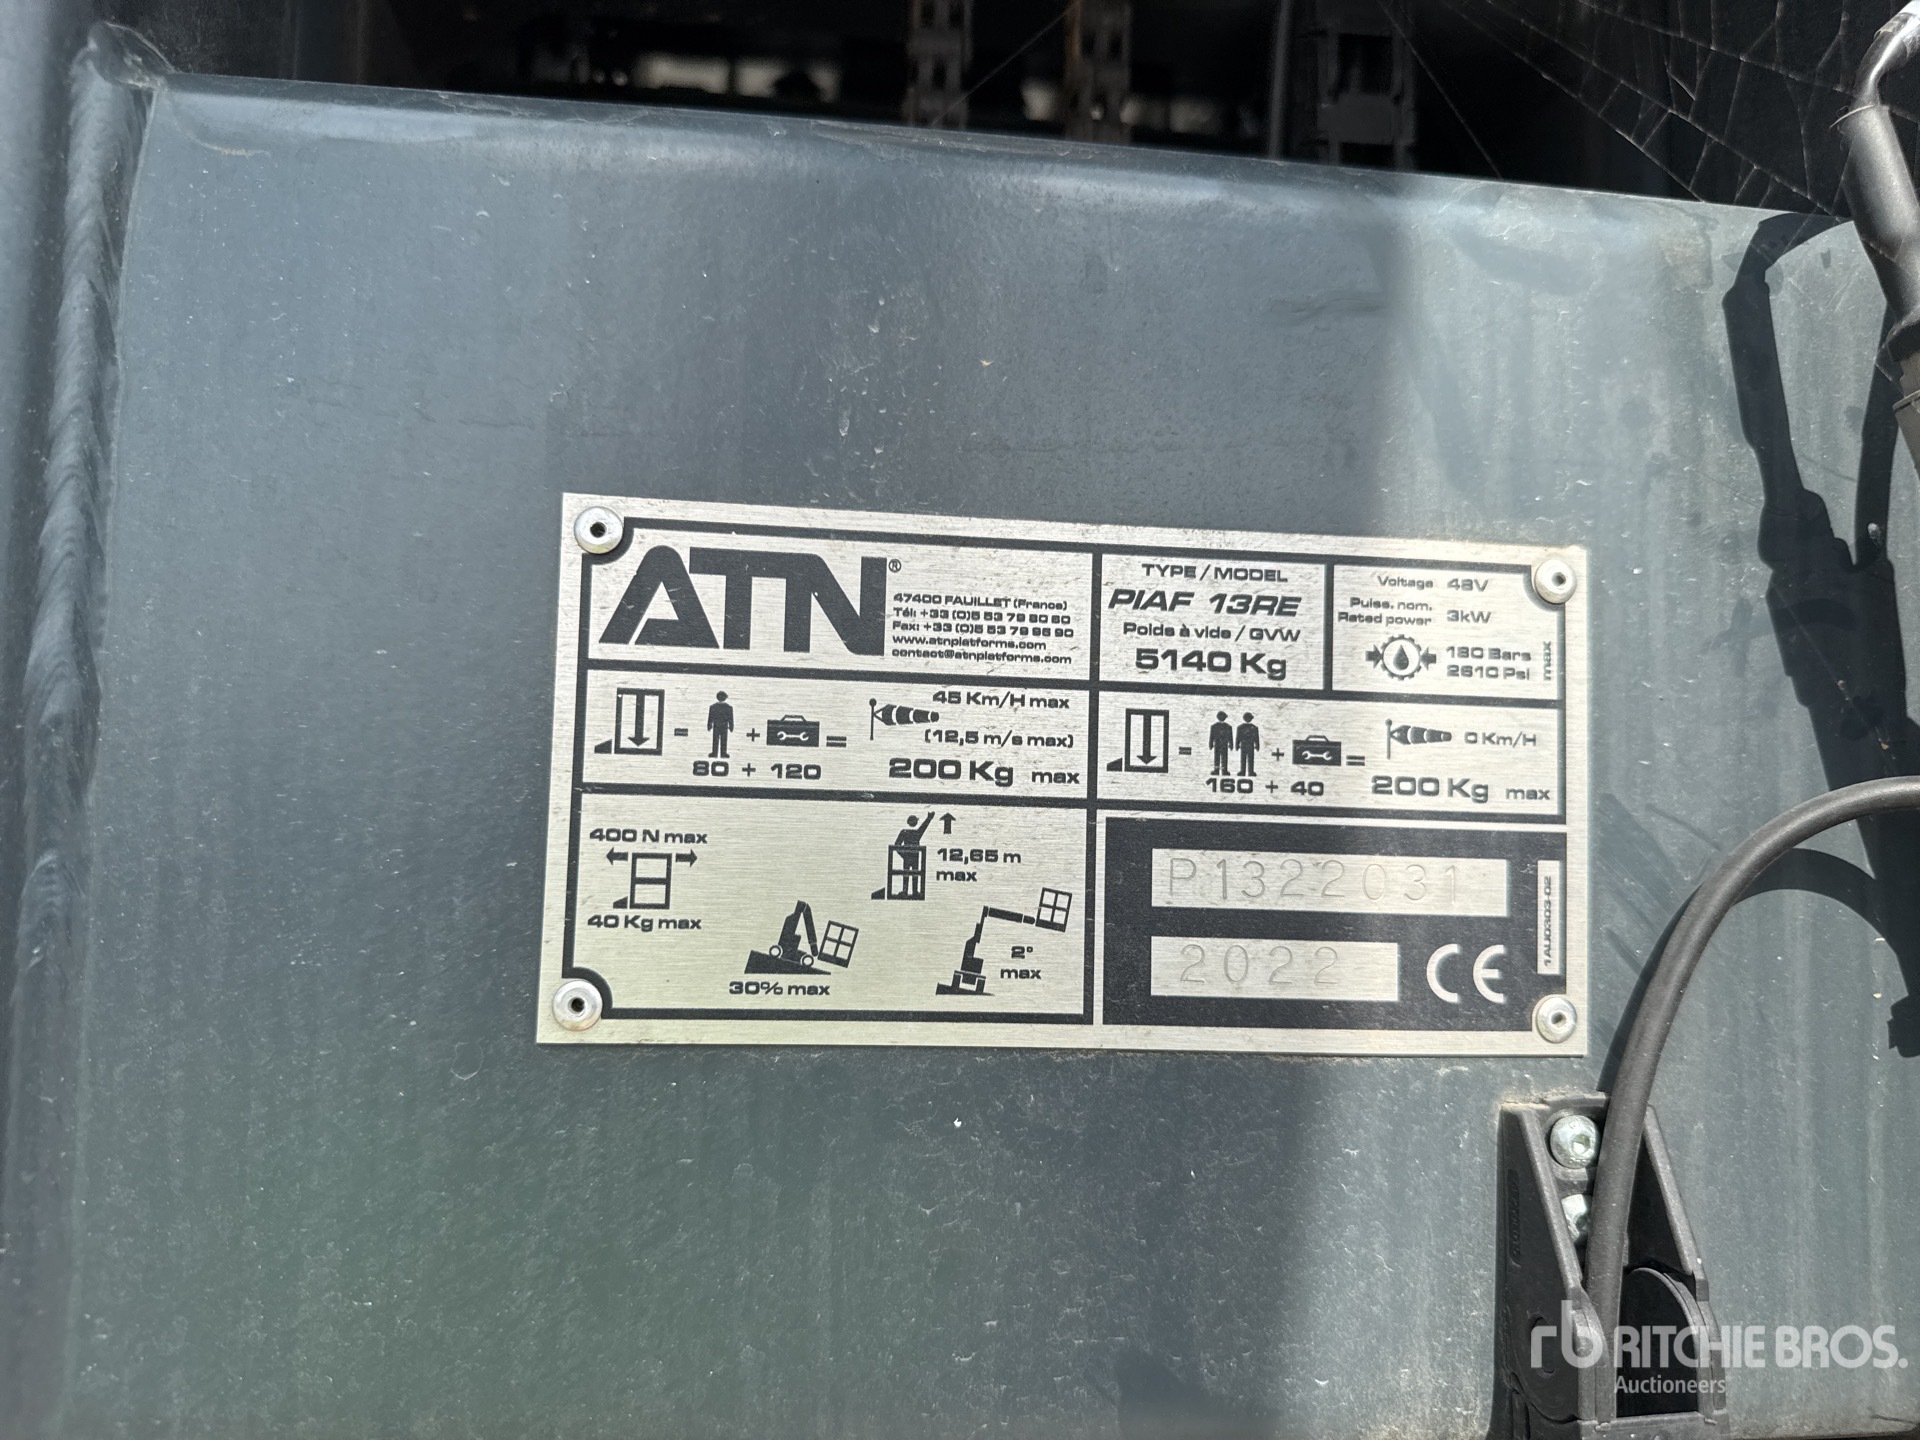 ATN®
47400 FAUILLET (France)
Tél: +33 (0)5 53 79 80 60
Fax: +33 (0)5 53 79 96 90
www.atnplatforms.com
contact@atnplatforms.com
TYPE / MODEL
PIAF 13RE
Poids à vide / GVW
5140 Kg
Voltage 48V
Puiss. nom.
Rated power 3kW
180 Bars
2610 Psi
max
= + =
80 + 120
45 Km/H max
(12,5 m/s max)
200 Kg max
= + =
160 + 40
0 Km/H
200 Kg max
400 N max
40 Kg max
12,65 m
max
30% max
2°
max
P1322031
2022
CE
1AU0303-02
rb RITCHIE BROS.
Auctioneers